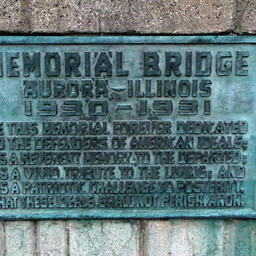 MEMORIAL BRIDGE
AURORA-ILLINOIS
1930-1931
THIS MEMORIAL FOREVER DEDICATED
TO THE DEFENDERS OF AMERICAN IDEALS;
AS A REVERENT MEMORY TO THE DEPARTED;
AS A VIVID TRIBUTE TO THE LIVING; AND
AS A PATRIOTIC CHALLENGE TO POSTERITY,
THAT THESE IDEALS SHALL NOT PERISH.